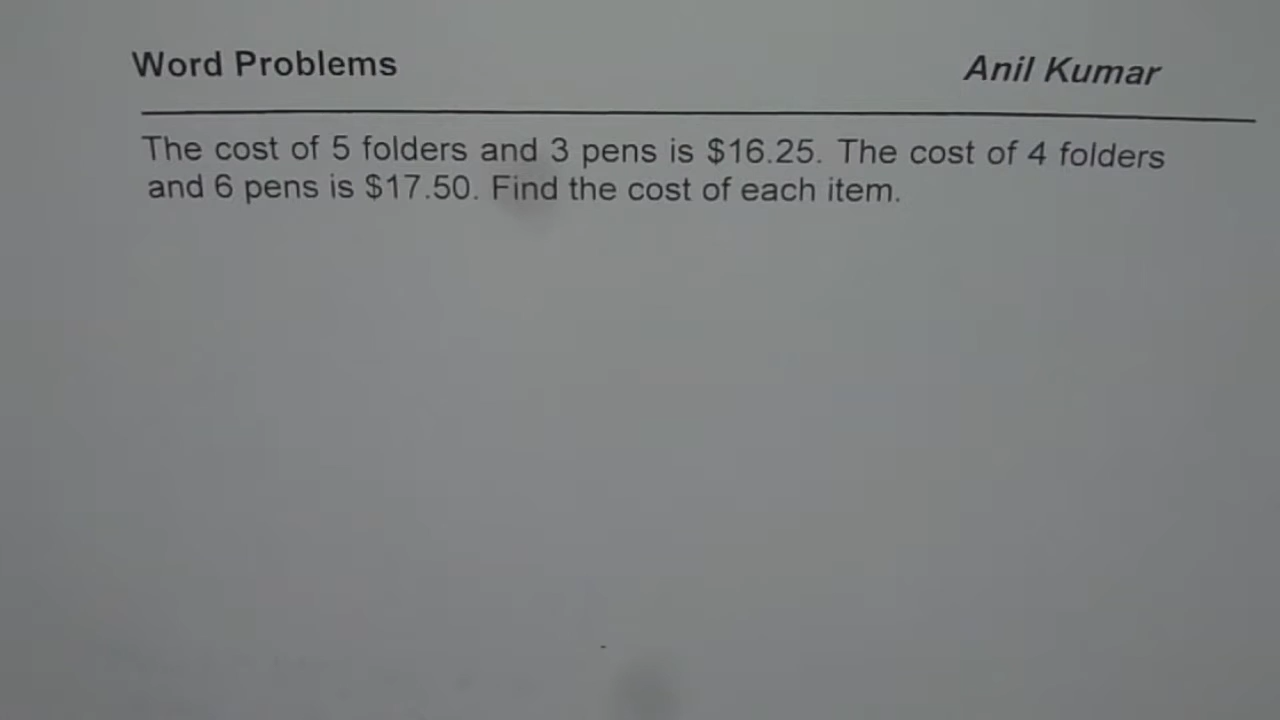 Word Problems
Anil Kumar
The cost of 5 folders and 3 pens is $16.25. The cost of 4 folders
and 6 pens is $17.50. Find the cost of each item.